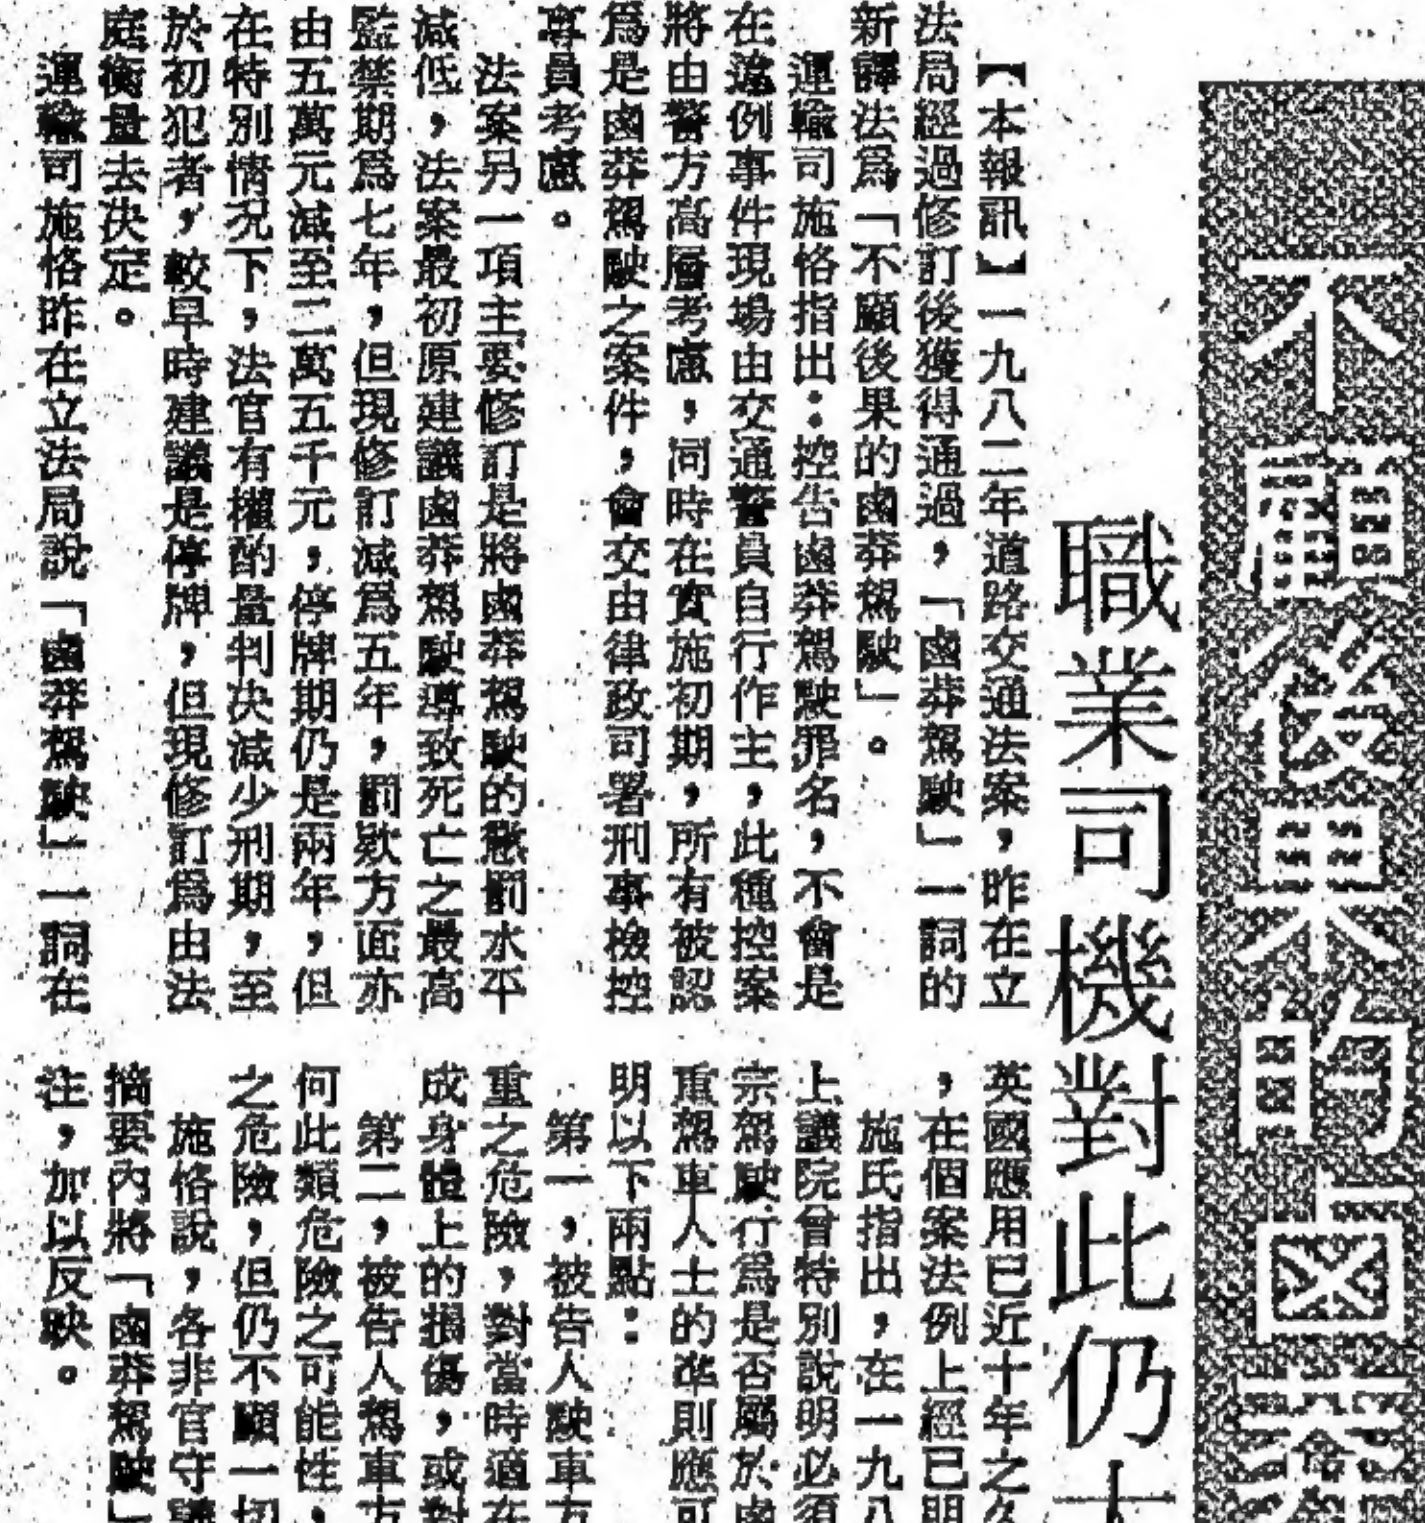 不顧後果的鹵莽
職業司機對此仍
【本報訊】一九八二年道路交通法案，昨在立
法局經過修訂後獲得通過，「鹵莽駕駛」一詞的
新譯法爲「不顧後果的鹵莽駕駛」。
運輸司施恪指出：控告鹵莽駕駛罪名，不會是
在違例事件現場由交通警員自行作主，此種控案
將由警方高層考慮，同時在實施初期，所有被認
爲是鹵莽駕駛之案件，會交由律政司署刑事檢控
專員考慮。
法案另一項主要修訂是將鹵莽駕駛的懲罰水平
減低，法案最初原建議鹵莽駕駛導致死亡之最高
監禁期爲七年，但現修訂減爲五年，罰欵方面亦
由五萬元減至二萬五千元，停牌期仍是兩年，但
在特別情況下，法官有權酌量判决減少刑期，至
於初犯者，較早時建議是停牌，但現修訂爲由法
庭衡量去决定。
運輸司施恪昨在立法局說「鹵莽駕駛」一詞在
英國應用已近十年之久
，在個案法例上經已明
施氏指出，在一九八
上議院曾特別說明必須
宗駕駛行爲是否屬於鹵
重駕車人士的準則應可
明以下兩點：
第一，被告人駛車方
重之危險，對當時適在
成身體上的損傷，或對
第二，被告人駕車方
何此類危險之可能性，
之危險，但仍不顧一切
施恪說，各非官守議
摘要內將「鹵莽駕駛」
注，加以反映。